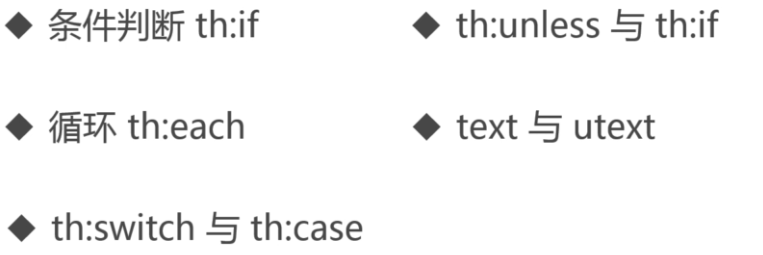 ◆ 条件判断 th:if
◆ th:unless 与 th:if
◆ 循环 th:each
◆ text 与 utext
◆ th:switch 与 th:case